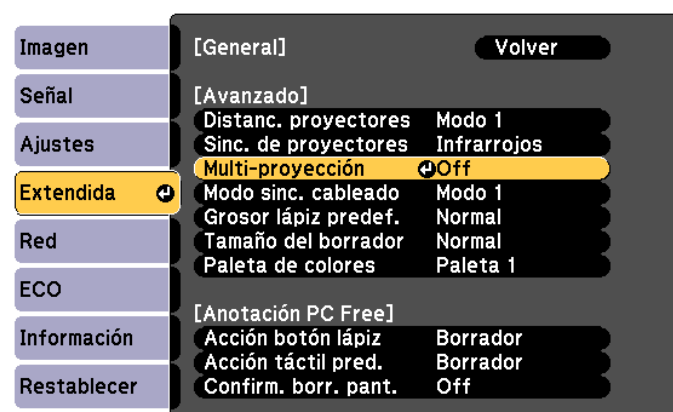 Imagen
Señal
Ajustes
Extendida
Red
ECO
Información
Restablecer
[General] Volver
[Avanzado]
Distanc. proyectores Modo 1
Sinc. de proyectores Infrarrojos
Multi-proyección Off
Modo sinc. cableado Modo 1
Grosor lápiz predef. Normal
Tamaño del borrador Normal
Paleta de colores Paleta 1
[Anotación PC Free]
Acción botón lápiz Borrador
Acción táctil pred. Borrador
Confirm. borr. pant. Off